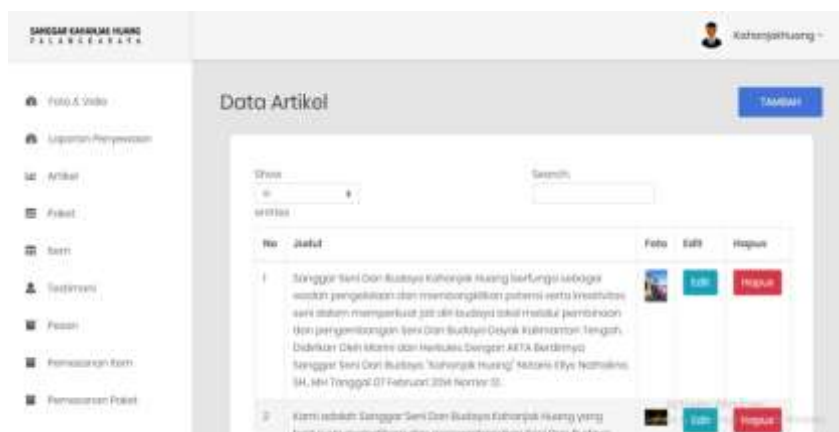 SANGGAR KAHANJAK HUANG
PALANGKARAYA
KahanjakHuang
Foto & Video
Laporan Penyewaan
Artikel
Paket
Item
Testimoni
Pesan
Pemesanan Item
Pemesanan Paket
Data Artikel
TAMBAH
Show
10
entries
Search:
No Judul Foto Edit Hapus
1 Sanggar Seni Dan Budaya Kahanjak Huang berfungsi sebagai
wadah pengelolaan dan membangkitkan potensi serta kreativitas
seni dalam memperkuat jati diri budaya lokal melalui pembinaan
dan pengembangan Seni Dan Budaya Dayak Kalimantan Tengah.
Didirikan Oleh Mantir dan Herkules Dengan AKTA Berdirinya
Sanggar Seni Dan Budaya "Kahanjak Huang" Notaris Ellys Nathalina,
SH, MH Tanggal 07 Februari 2014 Nomor 12.
Edit Hapus
2 Kami adalah Sanggar Seni Dan Budaya Kahanjak Huang yang
Edit Hapus